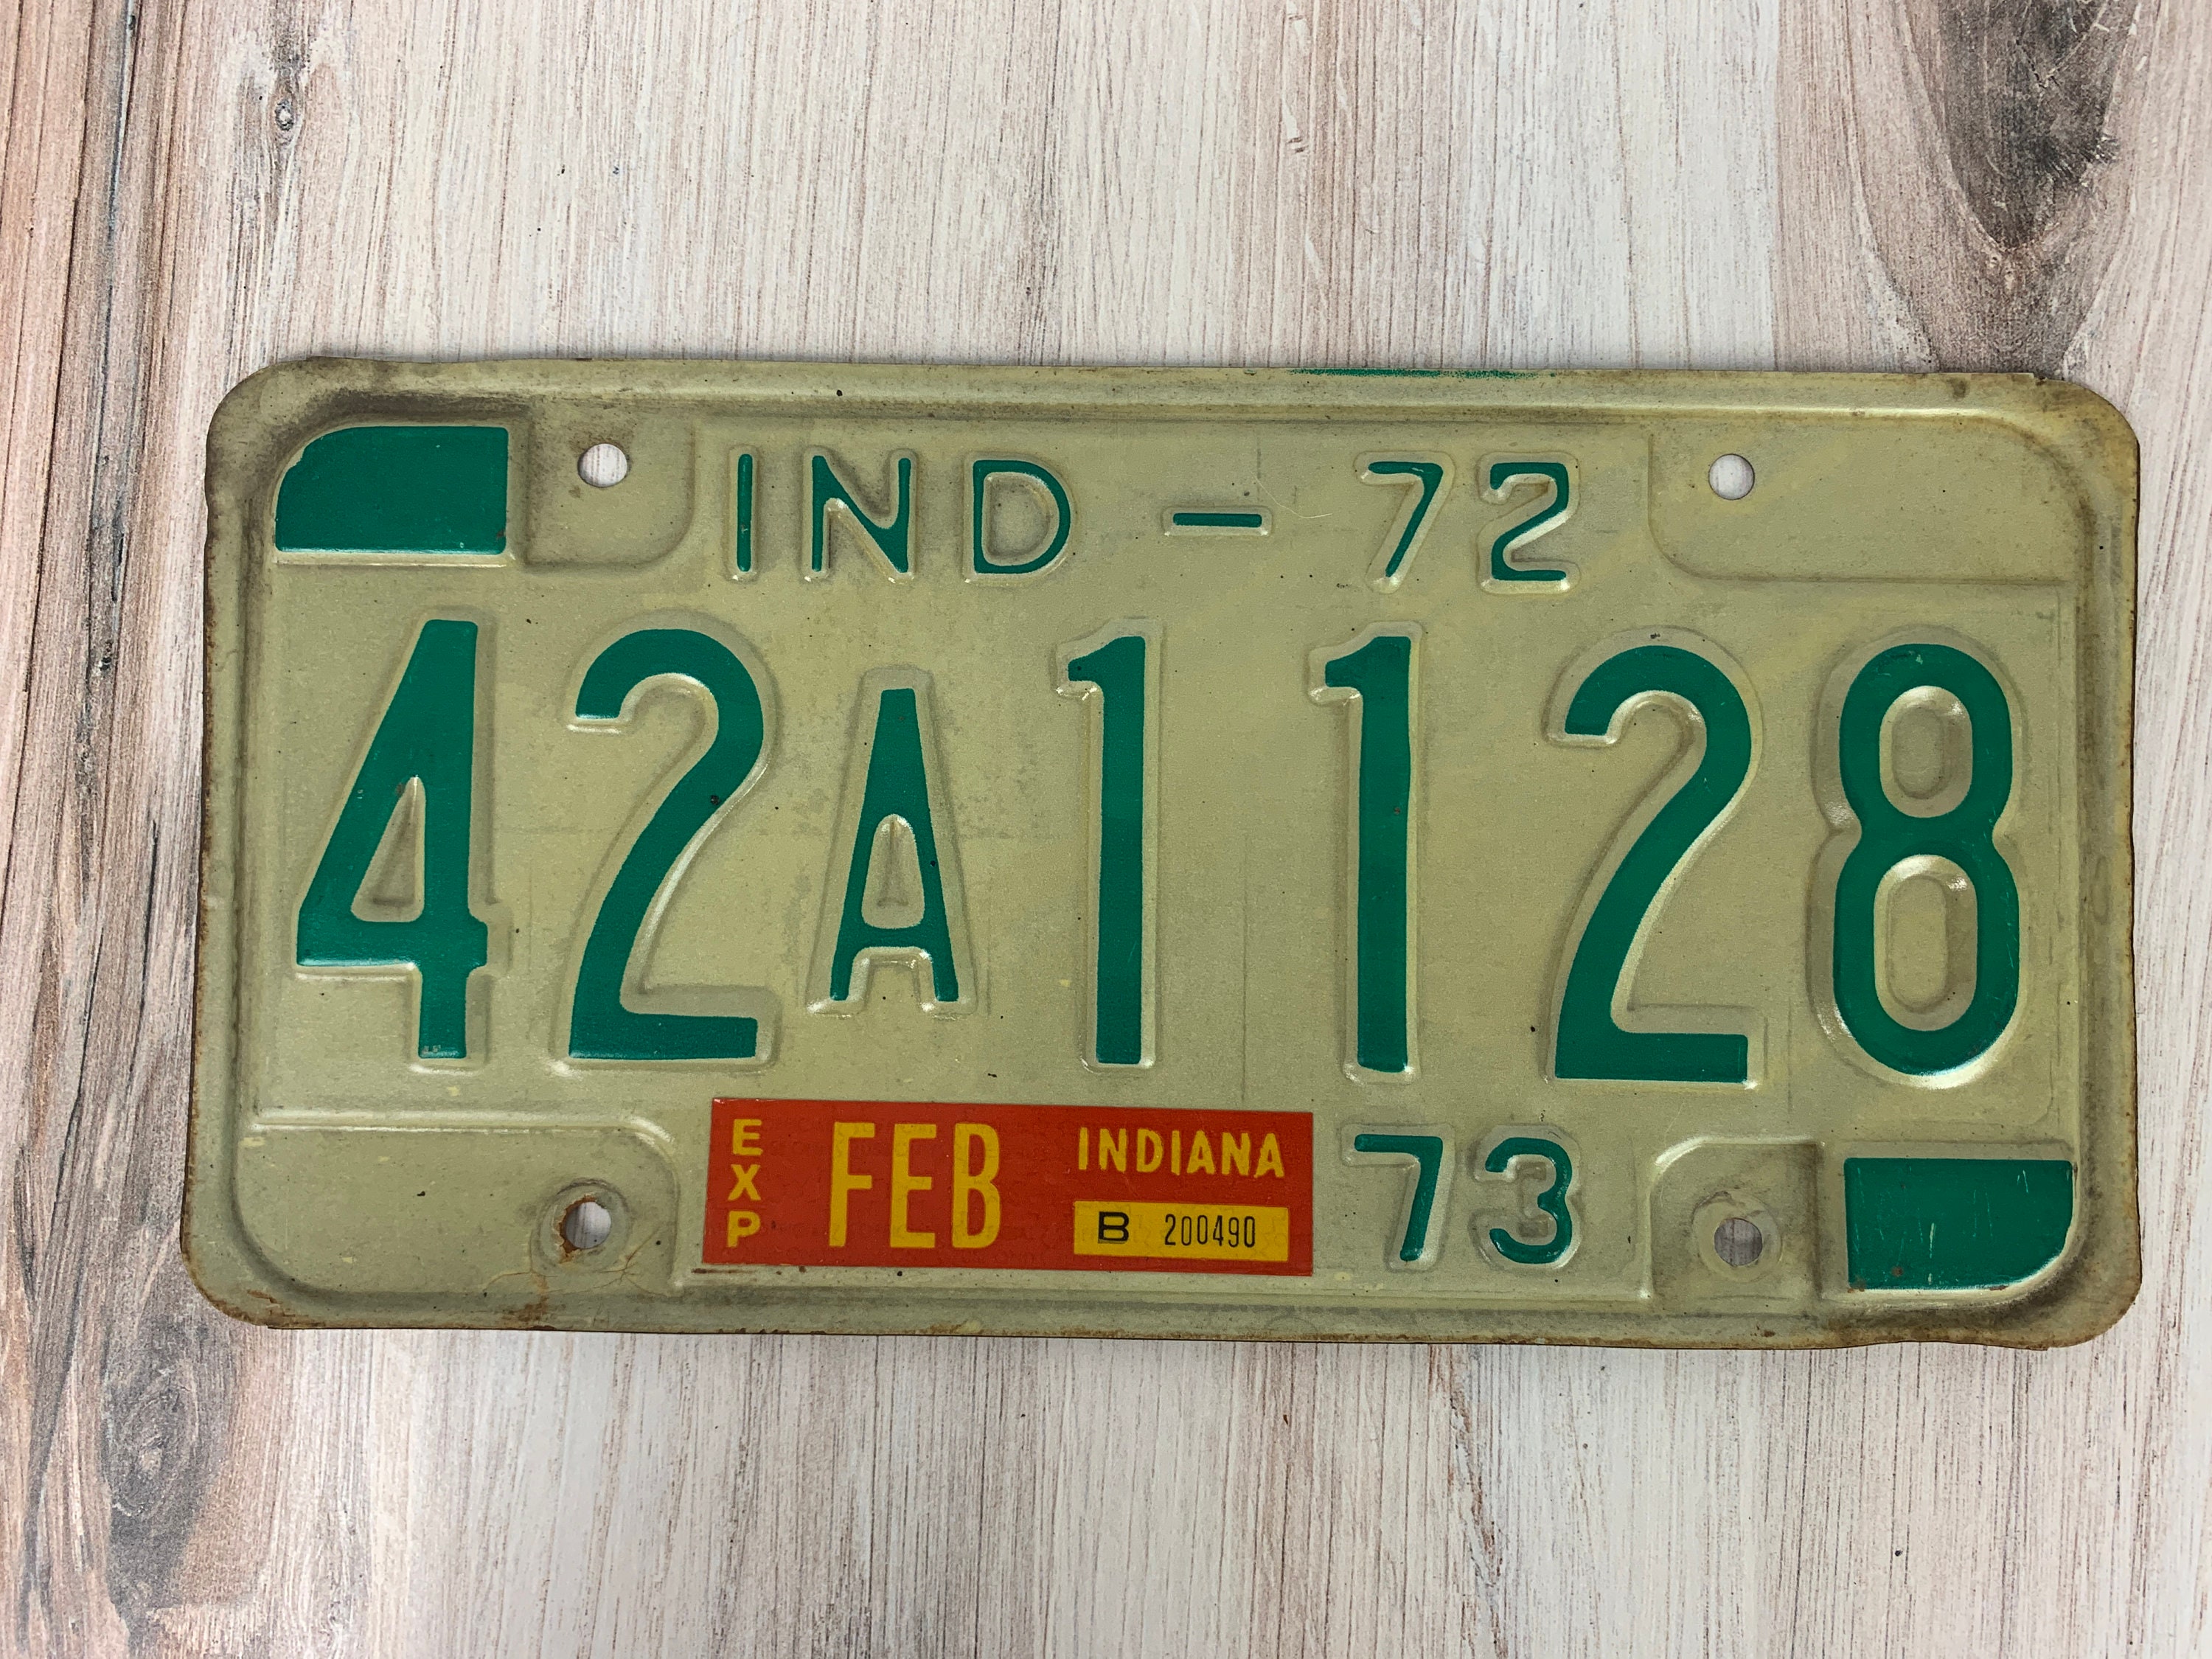 IND - 72
42A1128
EXP FEB INDIANA 73
B 200490